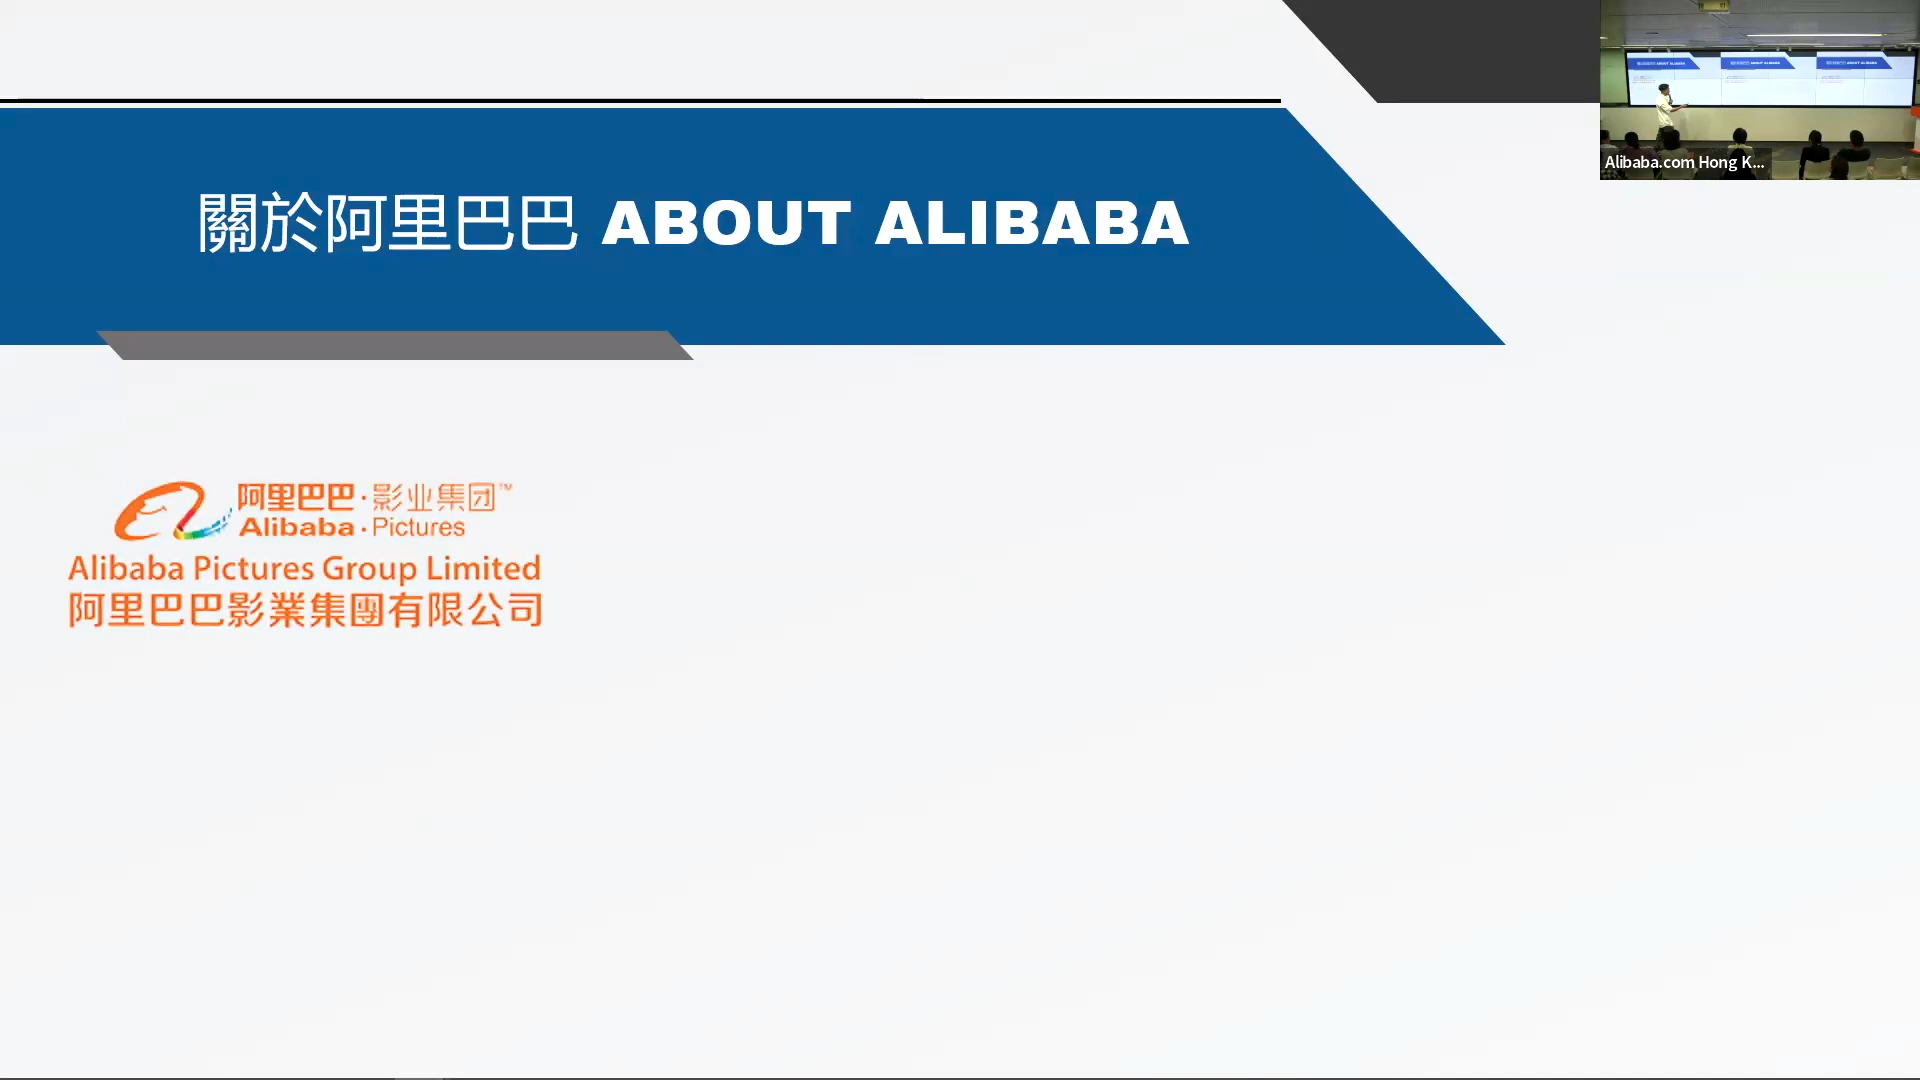 關於阿里巴巴 ABOUT ALIBABA
Alibaba.com Hong K...
阿里巴巴·影业集团™
Alibaba·Pictures
Alibaba Pictures Group Limited
阿里巴巴影業集團有限公司